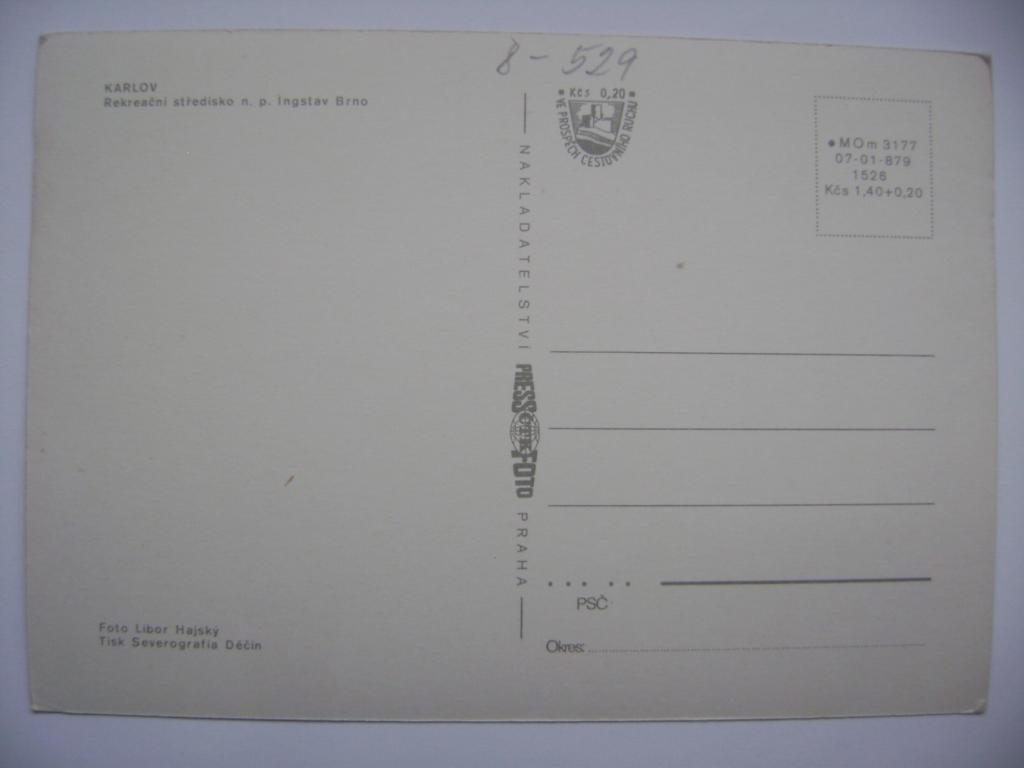 KARLOV
Rekreační středisko n. p. Ingstav Brno
8 - 529
Kčs 0,20
VE PROSPĚCH CESTOVNÍHO RUCHU
MOm 3177
07-01-879
1526
Kčs 1,40+0,20
NAKLADATELSTVÍ PRESSFOTO PRAHA
ČTK
PSČ
Okres:
Foto Libor Hajský
Tisk Severografia Děčín